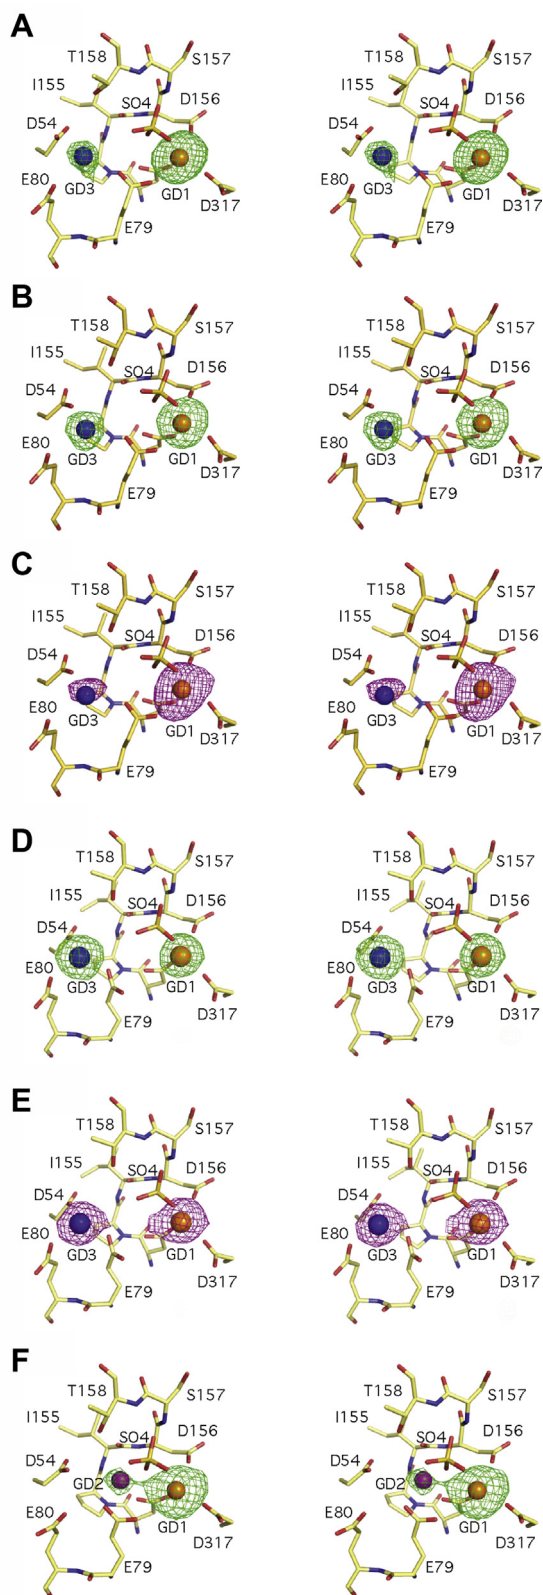 A
T158 S157 T158 S157
I155 SO4 D156 I155 SO4 D156
D54 D54
E80 GD3 GD1 D317 E80 GD3 GD1 D317
E79 E79
B
T158 S157 T158 S157
I155 SO4 D156 I155 SO4 D156
D54 D54
E80 GD3 GD1 D317 E80 GD3 GD1 D317
E79 E79
C
T158 S157 T158 S157
I155 SO4 D156 I155 SO4 D156
D54 D54
E80 GD3 GD1 D317 E80 GD3 GD1 D317
E79 E79
D
T158 S157 T158 S157
I155 SO4 D156 I155 SO4 D156
D54 D54
E80 GD3 GD1 D317 E80 GD3 GD1 D317
E79 E79
E
T158 S157 T158 S157
I155 SO4 D156 I155 SO4 D156
D54 D54
E80 GD3 GD1 D317 E80 GD3 GD1 D317
E79 E79
F
T158 S157 T158 S157
I155 SO4 D156 I155 SO4 D156
D54 GD2 D54 GD2
E80 GD1 D317 E80 GD1 D317
E79 E79